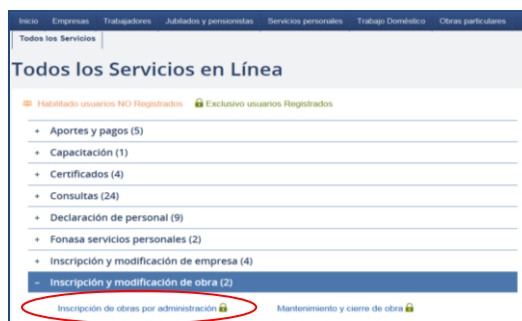 Inicio Empresas Trabajadores Jubilados y pensionistas Servicios personales Trabajo Doméstico Obras particulares
Todos los Servicios
Todos los Servicios en Línea
Habilitado usuarios NO Registrados Exclusivo usuarios Registrados
+ Aportes y pagos (5)
+ Capacitación (1)
+ Certificados (4)
+ Consultas (24)
+ Declaración de personal (9)
+ Fonasa servicios personales (2)
+ Inscripción y modificación de empresa (4)
– Inscripción y modificación de obra (2)
Inscripción de obras por administración Mantenimiento y cierre de obra